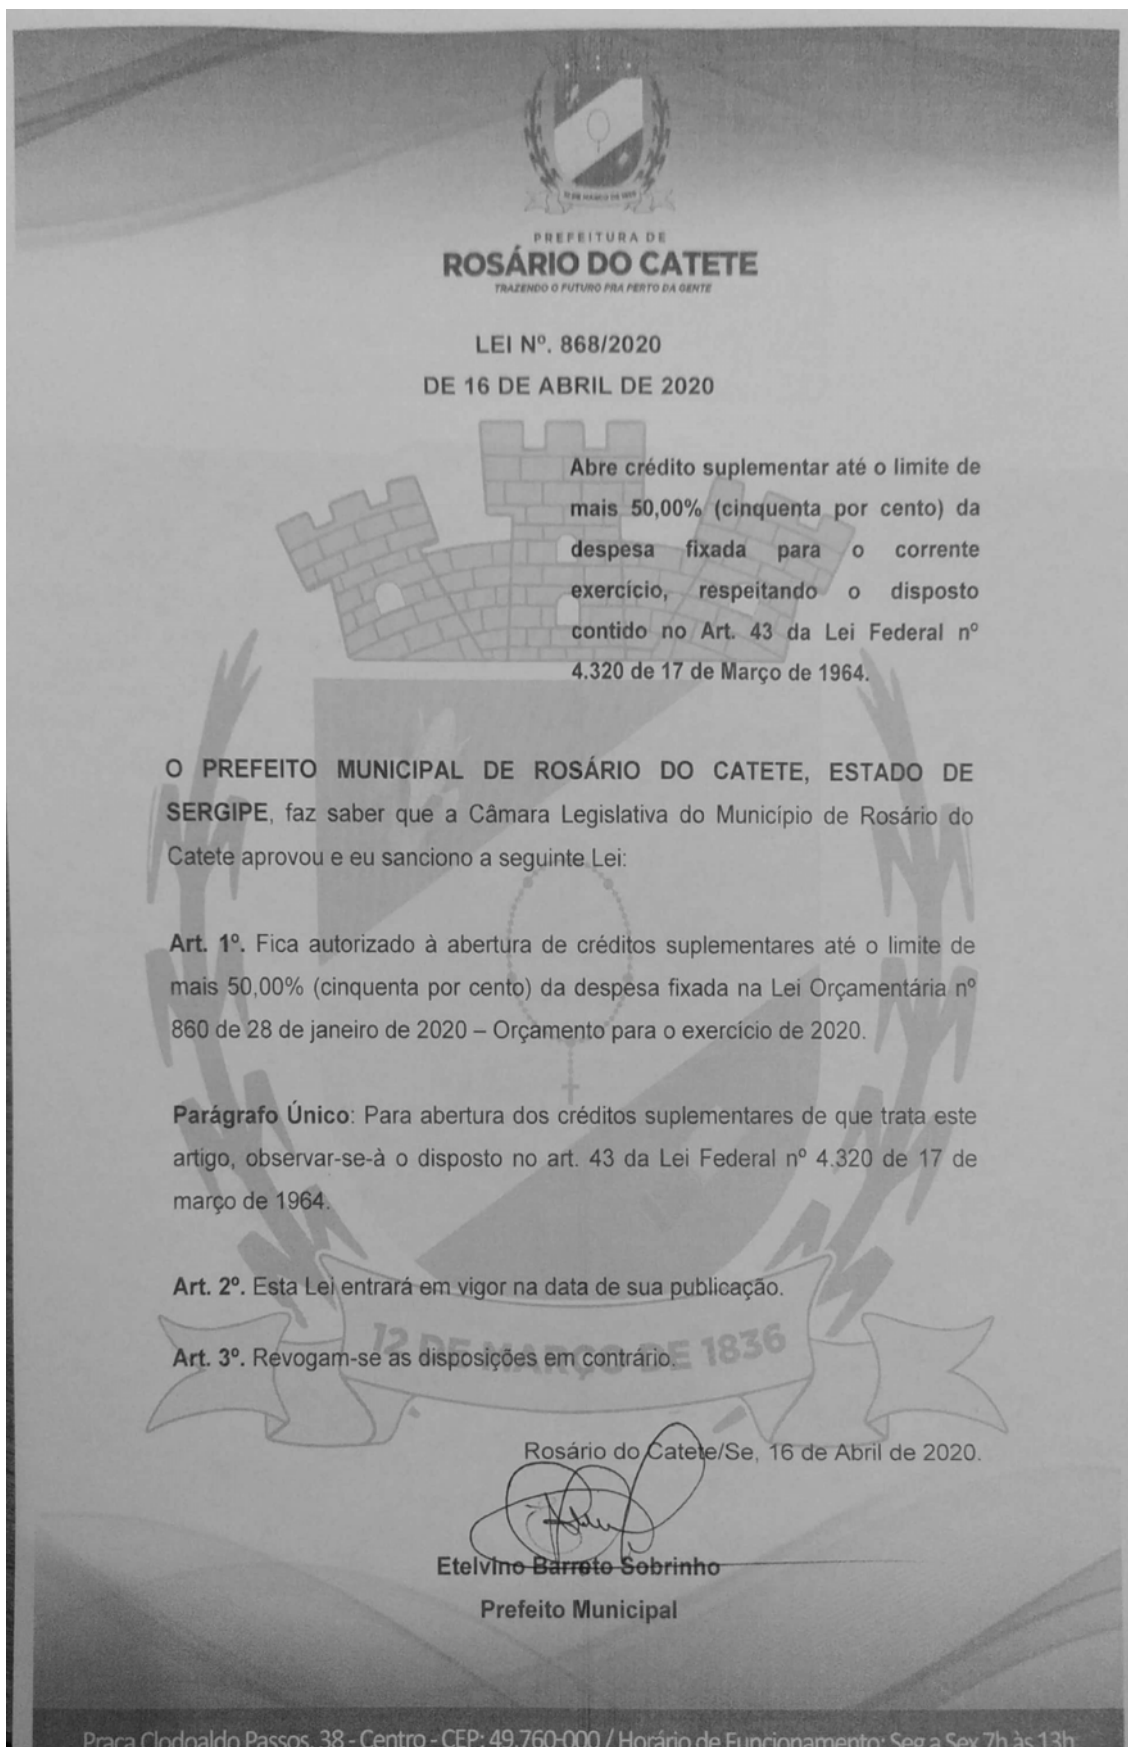 12 DE MARÇO DE 1836
PREFEITURA DE
ROSÁRIO DO CATETE
TRAZENDO O FUTURO PRA PERTO DA GENTE
LEI Nº. 868/2020
DE 16 DE ABRIL DE 2020
Abre crédito suplementar até o limite de
mais 50,00% (cinquenta por cento) da
despesa fixada para o corrente
exercício, respeitando o disposto
contido no Art. 43 da Lei Federal nº
4.320 de 17 de Março de 1964.
O PREFEITO MUNICIPAL DE ROSÁRIO DO CATETE, ESTADO DE
SERGIPE, faz saber que a Câmara Legislativa do Município de Rosário do
Catete aprovou e eu sanciono a seguinte Lei:
Art. 1º. Fica autorizado à abertura de créditos suplementares até o limite de
mais 50,00% (cinquenta por cento) da despesa fixada na Lei Orçamentária nº
860 de 28 de janeiro de 2020 – Orçamento para o exercício de 2020.
Parágrafo Único: Para abertura dos créditos suplementares de que trata este
artigo, observar-se-à o disposto no art. 43 da Lei Federal nº 4.320 de 17 de
março de 1964.
Art. 2º. Esta Lei entrará em vigor na data de sua publicação.
12 DE MARÇO DE 1836
Art. 3º. Revogam-se as disposições em contrário.
Rosário do Catete/Se, 16 de Abril de 2020.
Etelvino Barreto Sobrinho
Prefeito Municipal
Praça Clodoaldo Passos, 38 - Centro - CEP: 49.760-000 / Horário de Funcionamento: Seg a Sex 7h às 13h